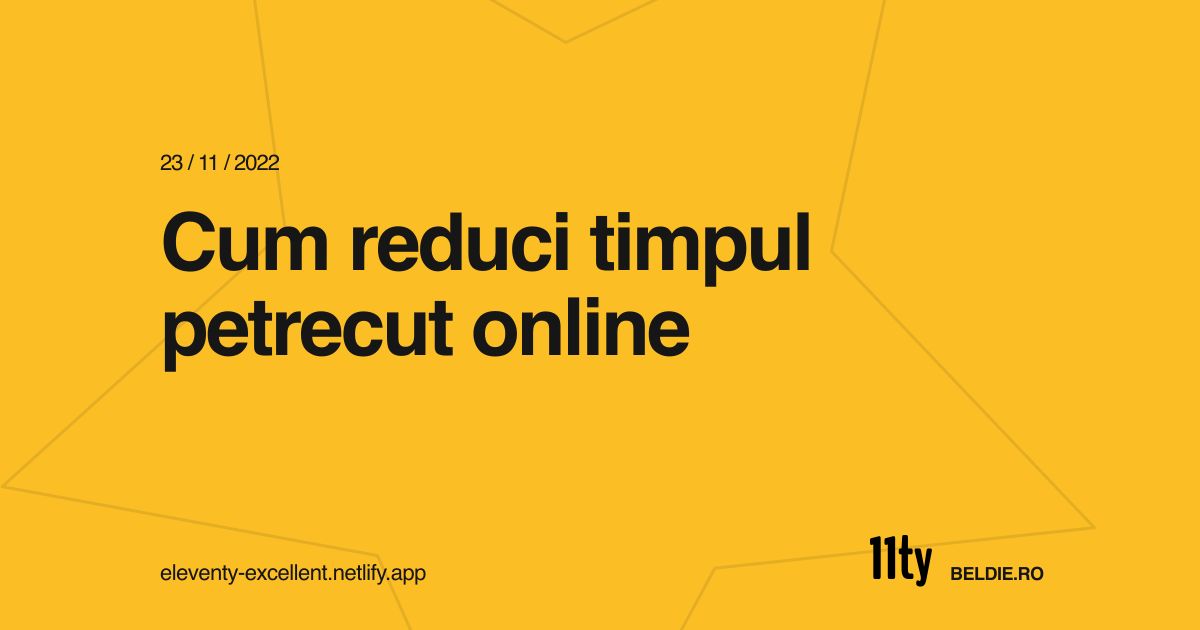 23 / 11 / 2022
Cum reduci timpul
petrecut online
eleventy-excellent.netlify.app
11ty
BELDIE.RO